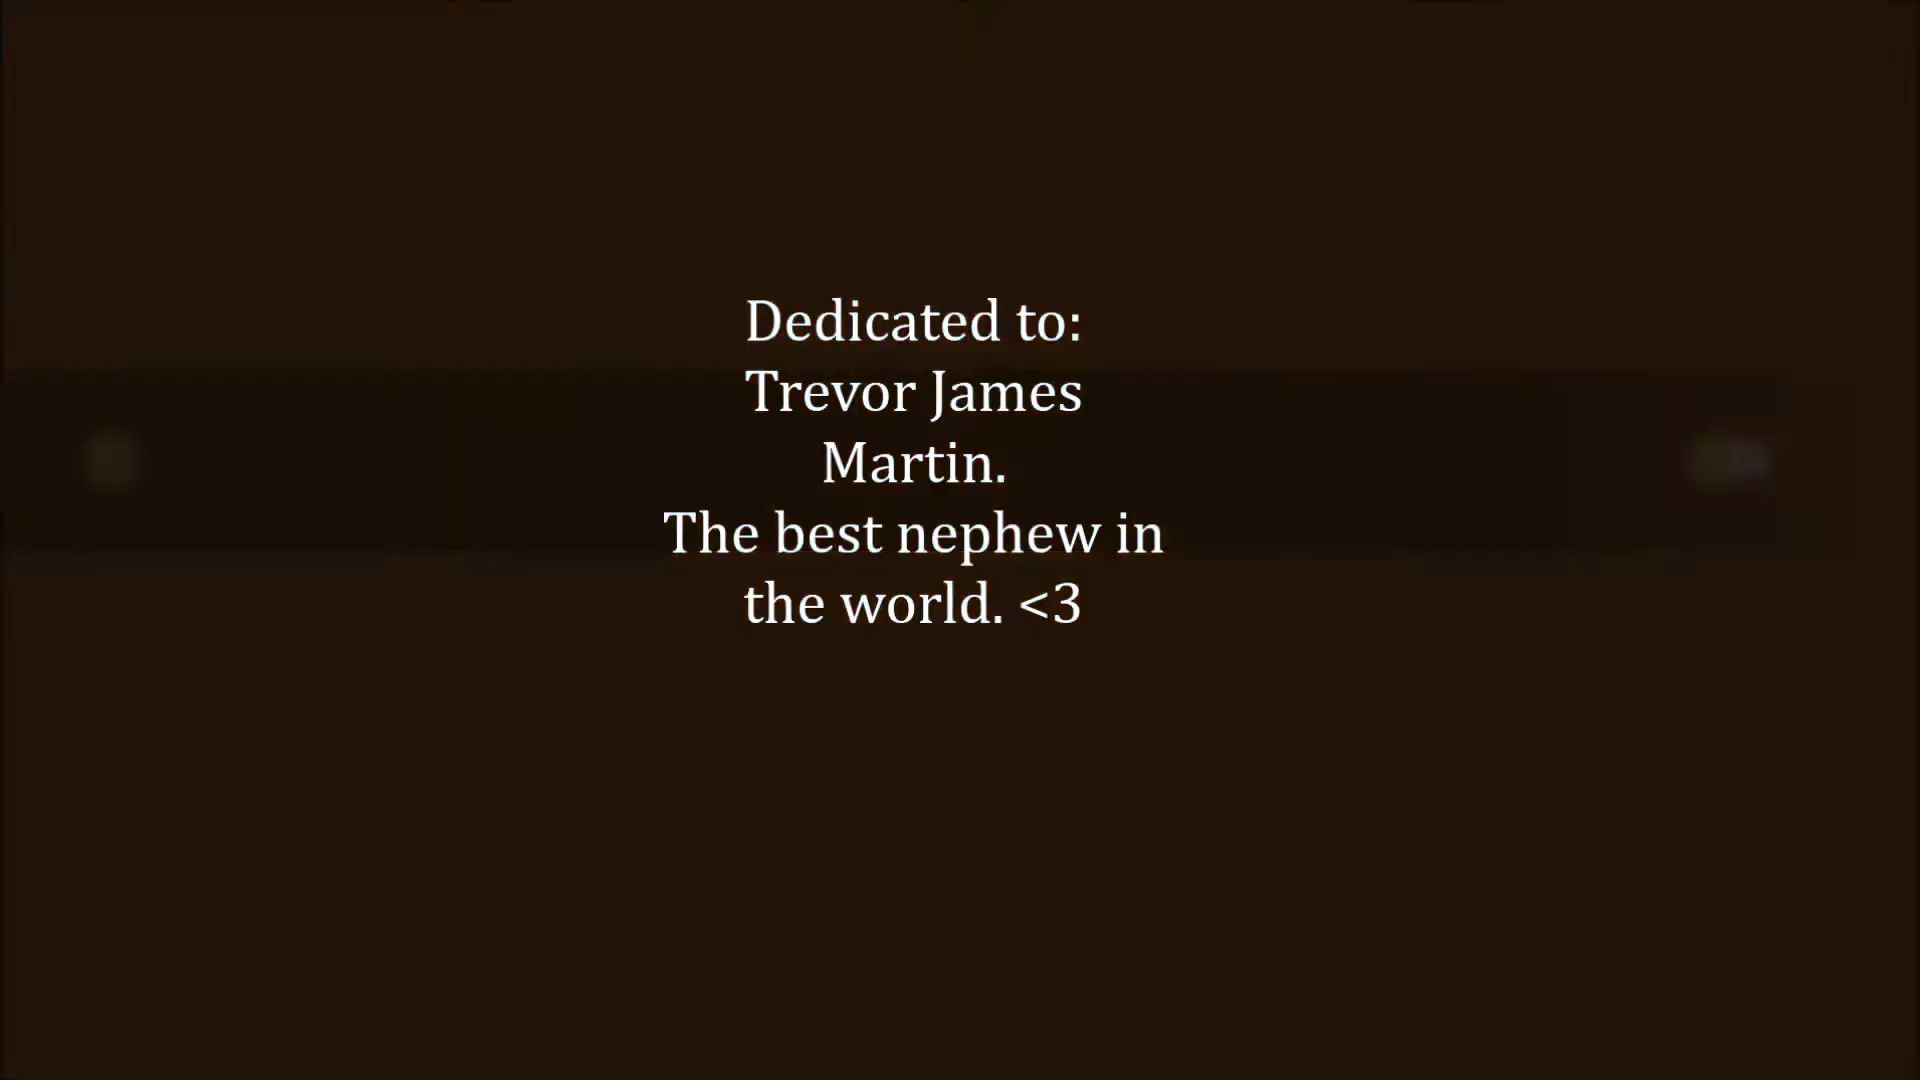 Dedicated to:
Trevor James
Martin.
The best nephew in
the world. <3